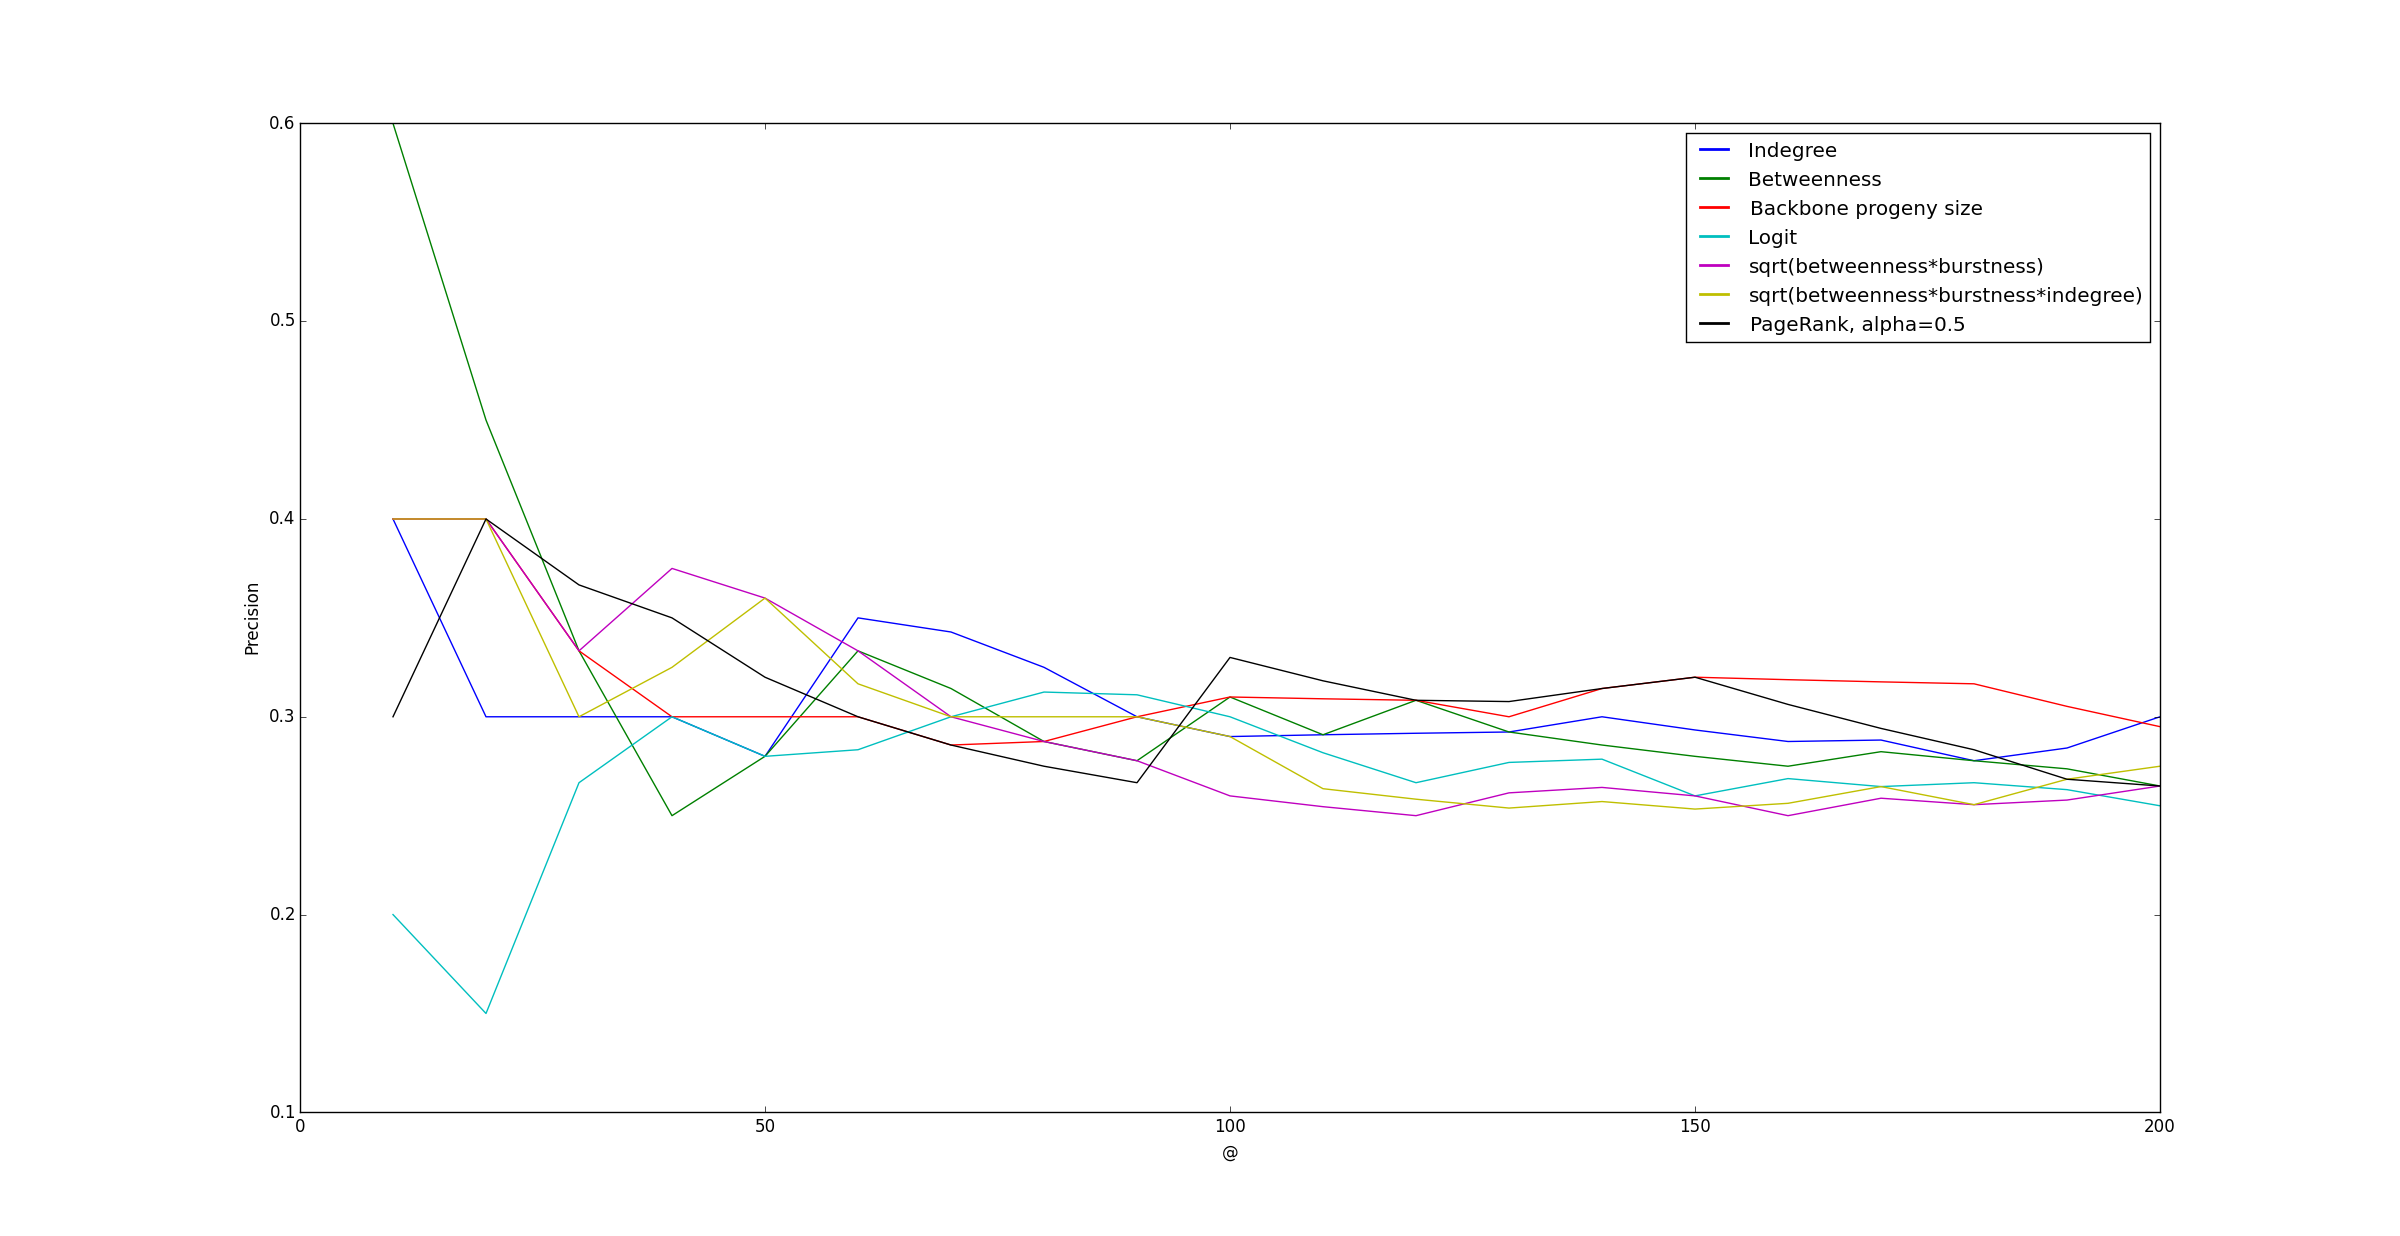 0.6
0.5
0.4
0.3
0.2
0.1
Precision
0 50 100 150 200
@
Indegree
Betweenness
Backbone progeny size
Logit
sqrt(betweenness*burstness)
sqrt(betweenness*burstness*indegree)
PageRank, alpha=0.5